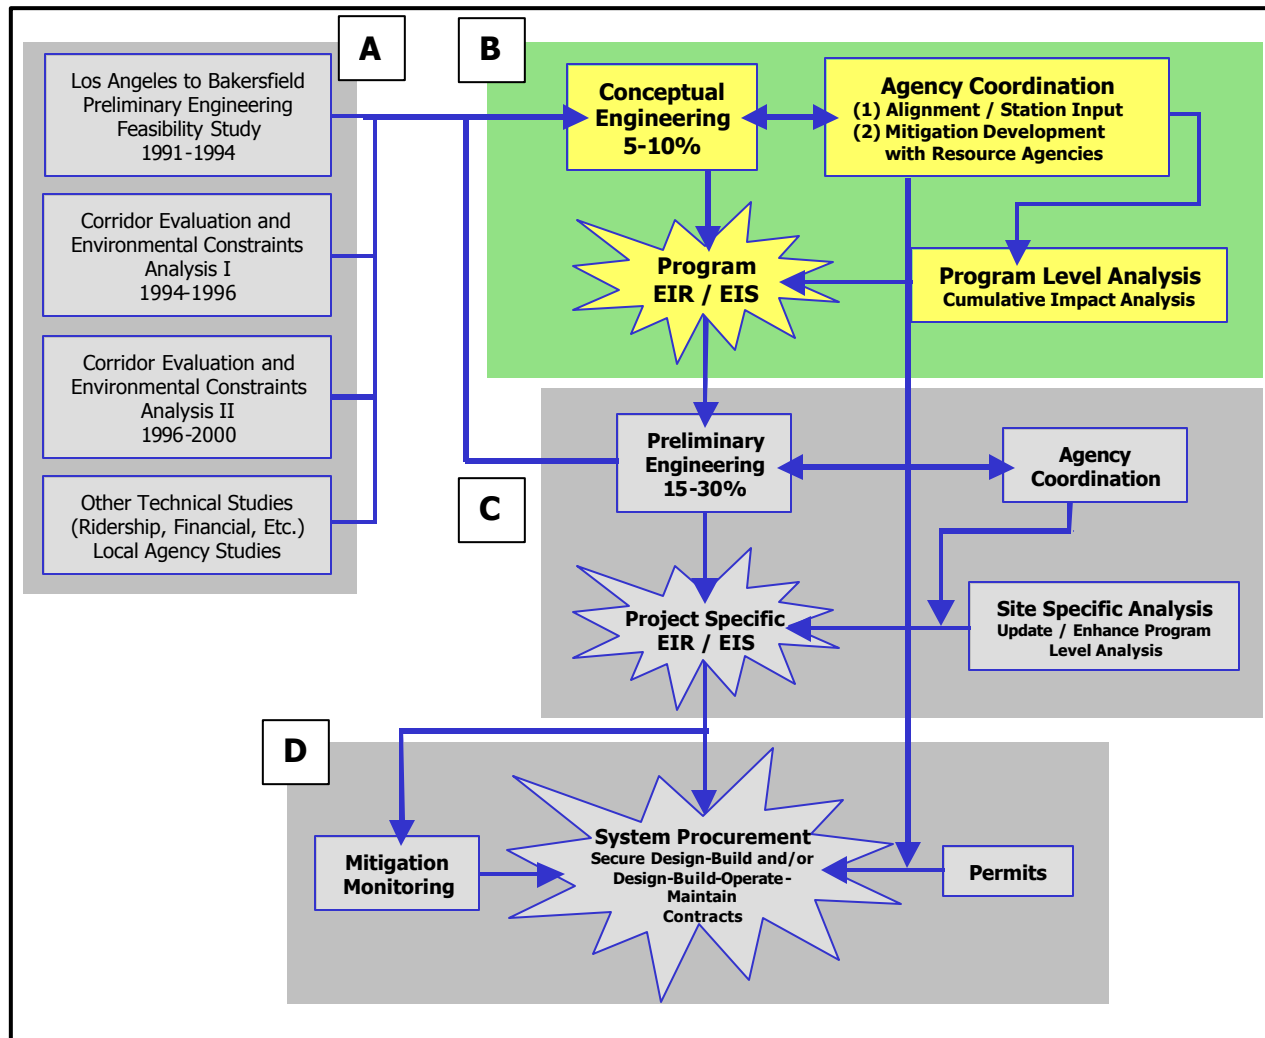 A
Los Angeles to Bakersfield
Preliminary Engineering
Feasibility Study
1991-1994
Corridor Evaluation and
Environmental Constraints
Analysis I
1994-1996
Corridor Evaluation and
Environmental Constraints
Analysis II
1996-2000
Other Technical Studies
(Ridership, Financial, Etc.)
Local Agency Studies
B
Conceptual
Engineering
5-10%
Agency Coordination
(1) Alignment / Station Input
(2) Mitigation Development
with Resource Agencies
Program
EIR / EIS
Program Level Analysis
Cumulative Impact Analysis
C
Preliminary
Engineering
15-30%
Agency
Coordination
Project Specific
EIR / EIS
Site Specific Analysis
Update / Enhance Program
Level Analysis
D
Mitigation
Monitoring
System Procurement
Secure Design-Build and/or
Design-Build-Operate-
Maintain
Contracts
Permits